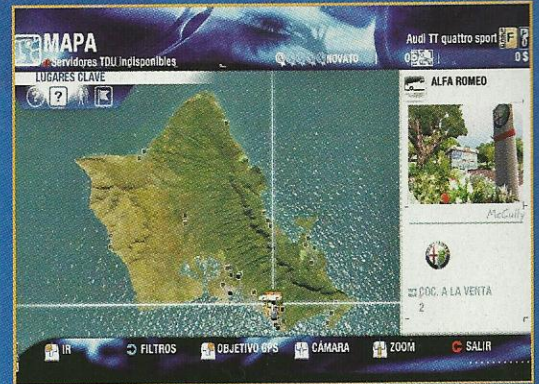 MAPA
Servidores TDU indisponibles
NOVATO
Audi TT quattro sport
F
0 $
LUGARES CLAVE
? ?
ALFA ROMEO
McCully
COC. A LA VENTA
2
IR
FILTROS
OBJETIVO GPS
CÁMARA
ZOOM
SALIR